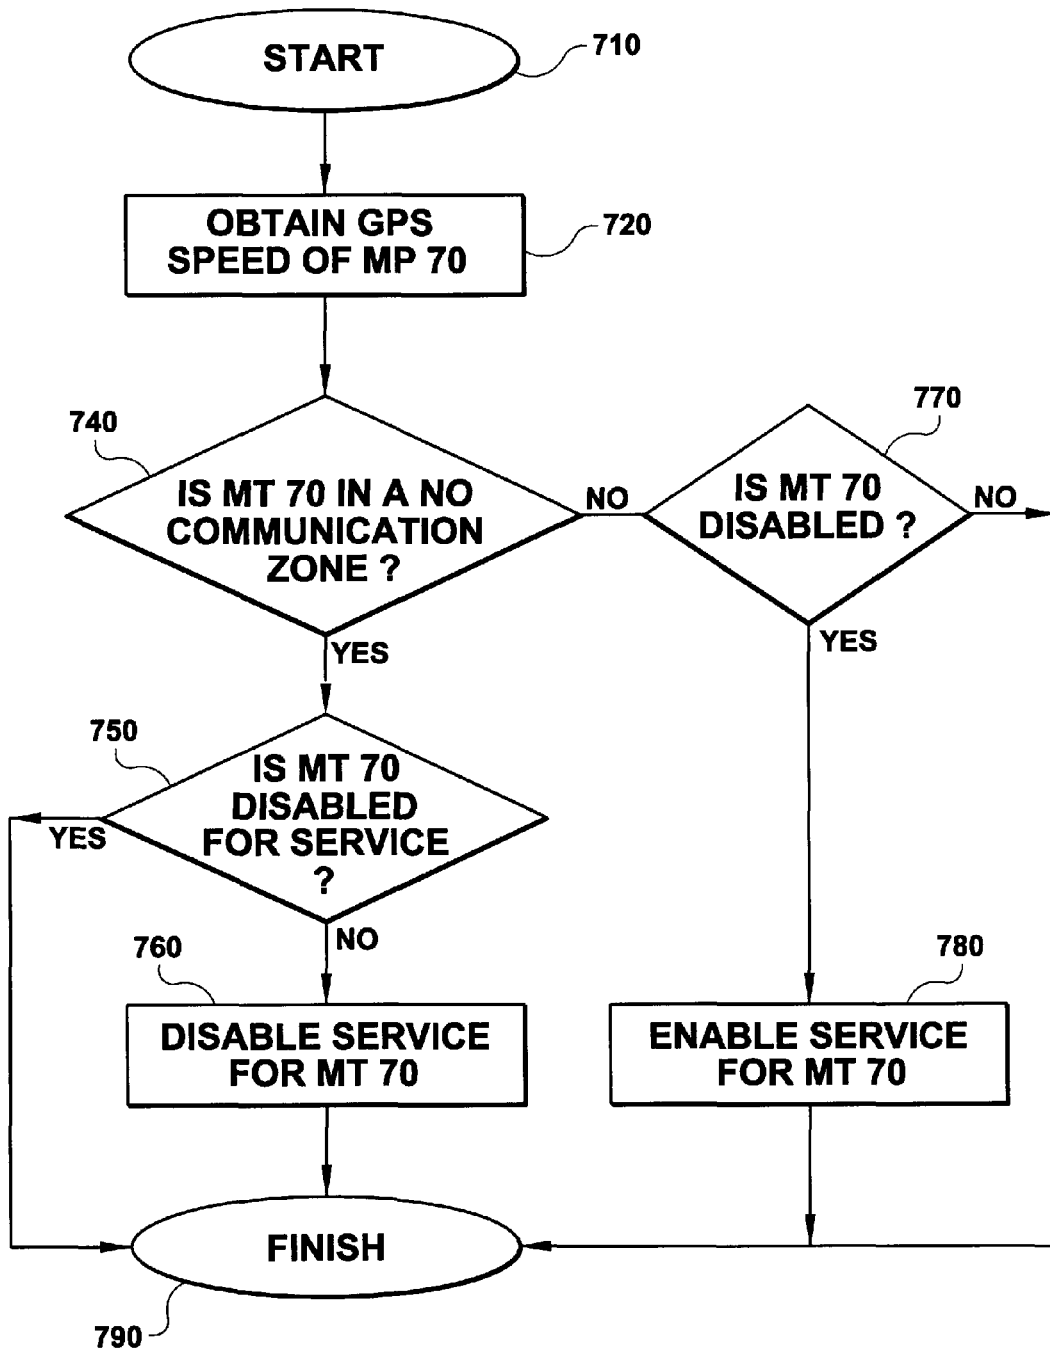 START
710
OBTAIN GPS
SPEED OF MP 70
720
740
IS MT 70 IN A NO
COMMUNICATION
ZONE ?
NO
YES
770
IS MT 70
DISABLED ?
NO
YES
750
IS MT 70
DISABLED
FOR SERVICE
?
YES
NO
760
DISABLE SERVICE
FOR MT 70
780
ENABLE SERVICE
FOR MT 70
FINISH
790